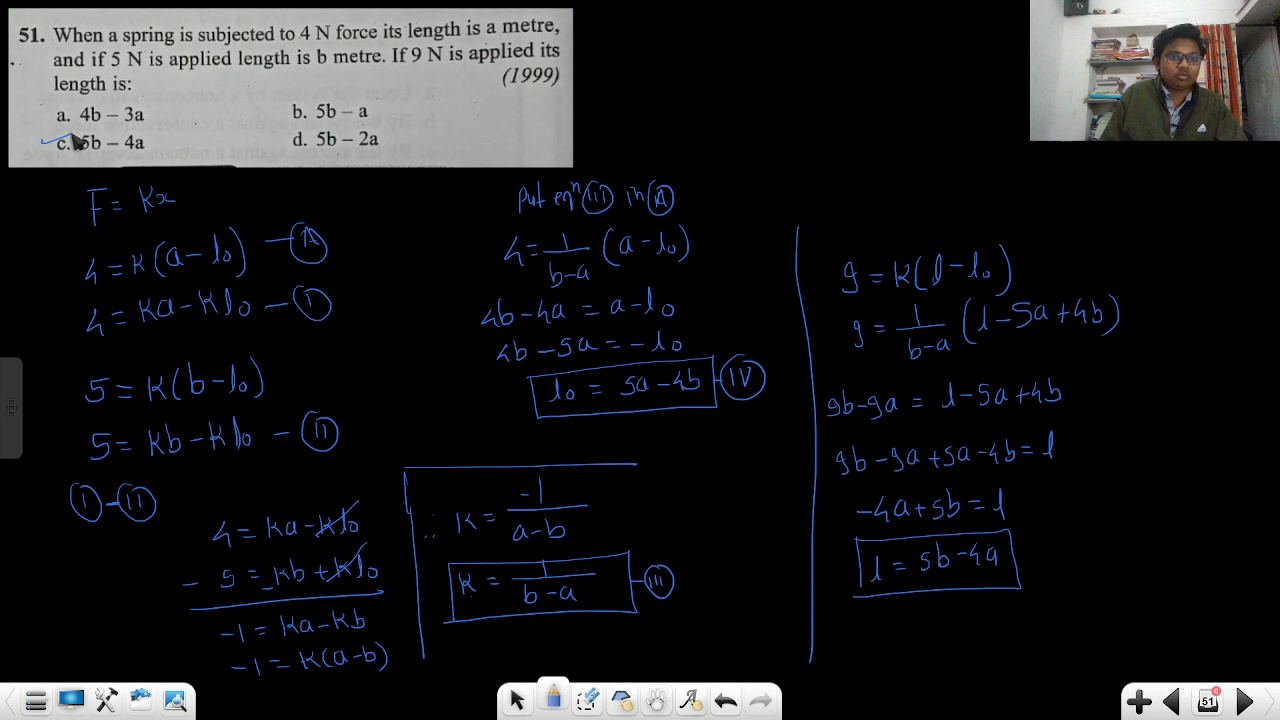 51. When a spring is subjected to 4 N force its length is a metre,
and if 5 N is applied length is b metre. If 9 N is applied its
length is:
(1999)
a. 4b – 3a
b. 5b – a
c. 5b – 4a
d. 5b – 2a
F = Kx
4 = K(a - l₀) — (A)
4 = Ka - Kl₀ — (I)
5 = K(b - l₀)
5 = Kb - Kl₀ — (II)
(I) - (II)
4 = Ka - Kl₀
- 5 = -Kb + Kl₀
-1 = Ka - Kb
-1 = K(a-b)
∴ K = -1/(a-b)
K = 1/(b-a) — (III)
Put eqⁿ (III) in (A)
4 = 1/(b-a) (a - l₀)
4b - 4a = a - l₀
4b - 5a = - l₀
l₀ = 5a - 4b — (IV)
9 = K(l - l₀)
9 = 1/(b-a) (l - 5a + 4b)
9b - 9a = l - 5a + 4b
9b - 9a + 5a - 4b = l
-4a + 5b = l
l = 5b - 4a
51